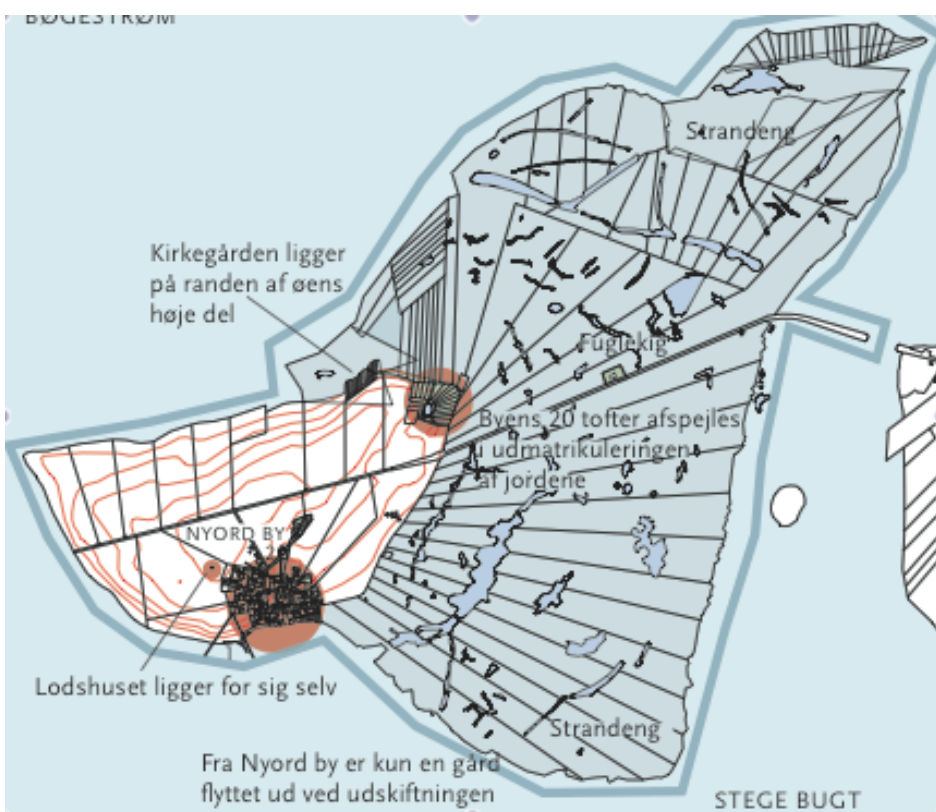 BØGESTRØM
Strandeng
Kirkegården ligger
på randen af øens
høje del
Fuglekig
Byens 20 tofter afspejles
i udmatrikuleringen
af jordene
NYORD BY
Lodshuset ligger for sig selv
Strandeng
Fra Nyord by er kun en gård
flyttet ud ved udskiftningen
STEGE BUGT